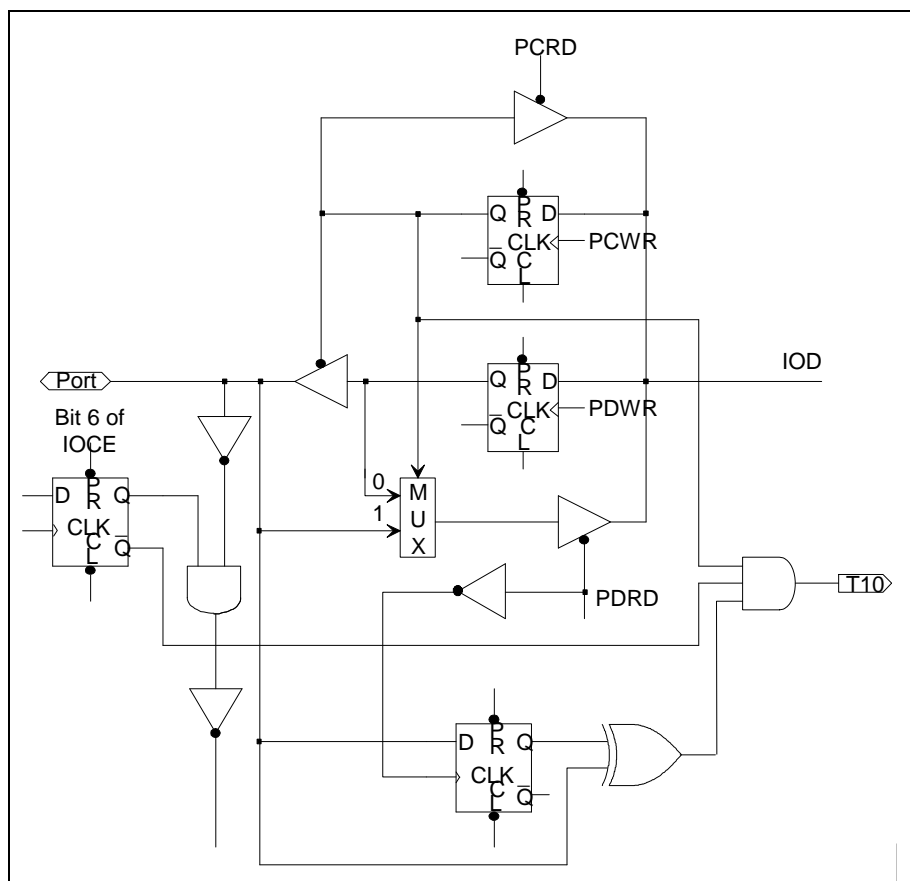 PCRD
P
R
Q D
CLK
Q C
L
PCWR
IOD
P
R
Q D
CLK
Q C
L
PDWR
Port
Bit 6 of
IOCE
P
R
D Q
CLK
C
L Q
0
1
M
U
X
PDRD
T10
P
R
D Q
CLK
C
L Q